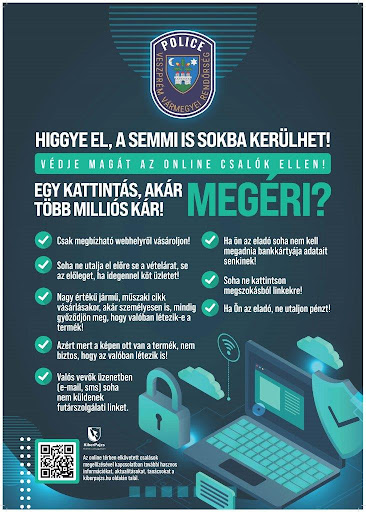 POLICE
VESZPRÉM VÁRMEGYEI RENDŐRSÉG
HIGGYE EL, A SEMMI IS SOKBA KERÜLHET!
VÉDJE MAGÁT AZ ONLINE CSALÓK ELLEN!
EGY KATTINTÁS, AKÁR
TÖBB MILLIÓS KÁR!
MEGÉRI?
Csak megbízható webhelyről vásároljon!
Soha ne utalja el előre se a vételárat, se
az előleget, ha idegennel köt üzletet!
Nagy értékű jármű, műszaki cikk
vásárlásakor, akár személyesen is, mindig
győződjön meg, hogy valóban létezik-e a
termék!
Azért mert a képen ott van a termék, nem
biztos, hogy az valóban létezik is!
Valós vevők üzenetben
(e-mail, sms) soha
nem küldenek
futárszolgálati linket.
Ha ön az eladó soha nem kell
megadnia bankkártyája adatait
senkinek!
Soha ne kattintson
megszokásból linkekre!
Ha Ön az eladó, ne utaljon pénzt!
KiberPajzs
Az online térben elkövetett csalások
megelőzésével kapcsolatban további hasznos
információkat, aktualitásokat, tanácsokat a
kiberpajzs.hu oldalán talál.